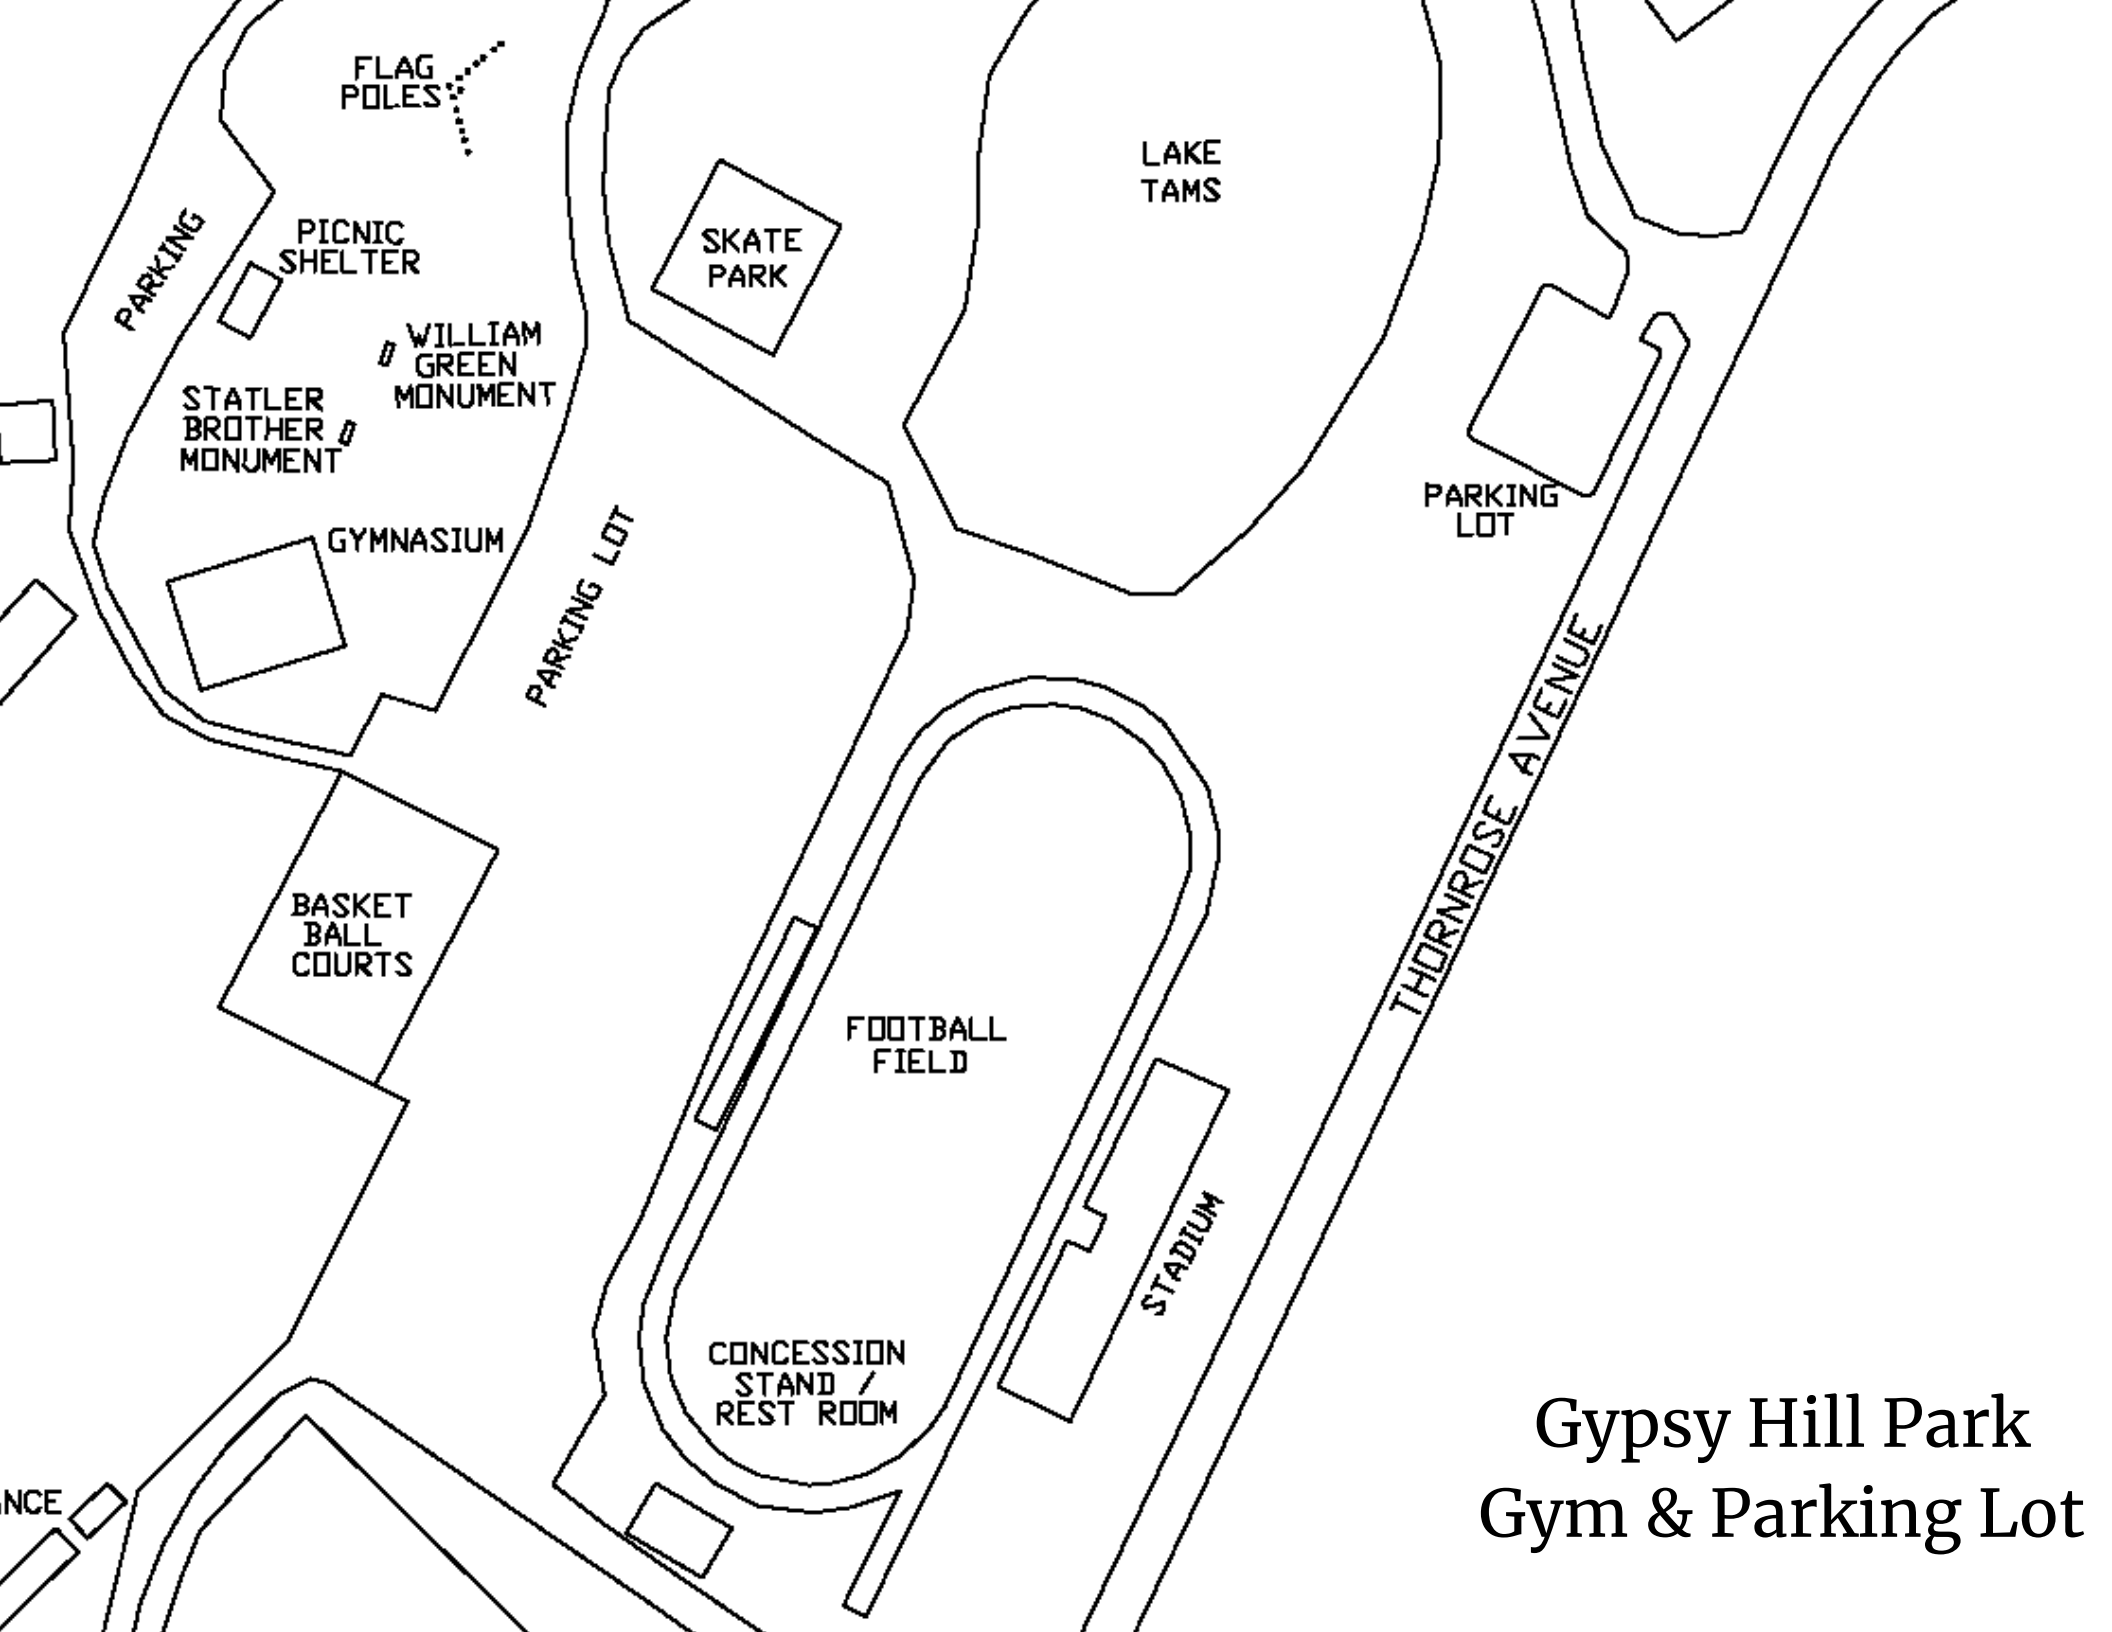 FLAG
POLES
LAKE
TAMS
SKATE
PARK
PARKING
PICNIC
SHELTER
WILLIAM
GREEN
MONUMENT
STATLER
BROTHER
MONUMENT
GYMNASIUM
PARKING LOT
PARKING
LOT
THORNROSE AVENUE
BASKET
BALL
COURTS
FOOTBALL
FIELD
STADIUM
CONCESSION
STAND /
REST ROOM
NCE
Gypsy Hill Park
Gym & Parking Lot